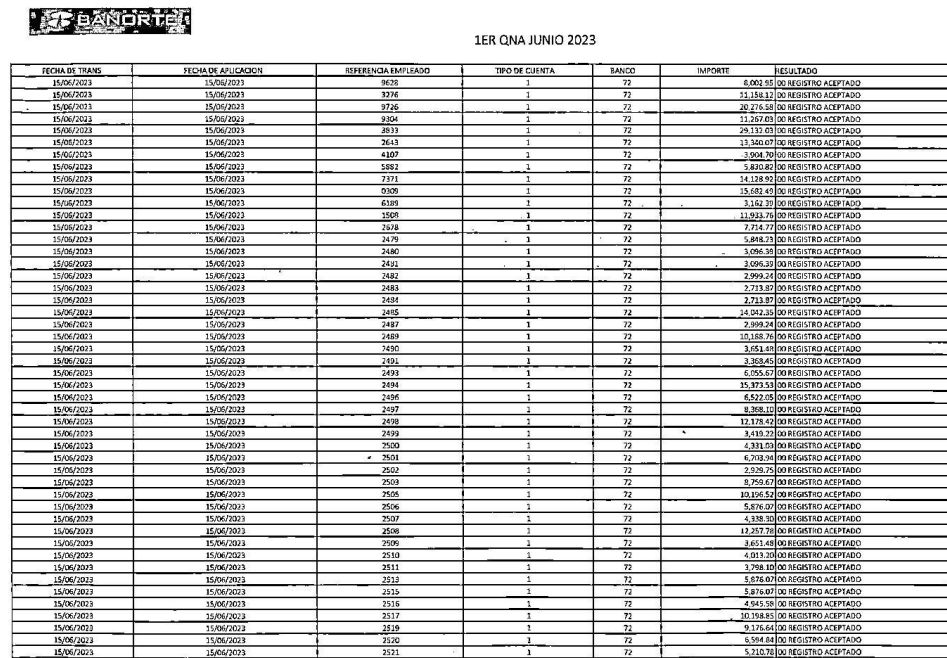 BANORTE
1ER QNA JUNIO 2023
FECHA DE TRANS FECHA DE APLICACION REFERENCIA EMPLEADO TIPO DE CUENTA BANCO IMPORTE RESULTADO
15/06/2023 15/06/2023 9628 1 72 8,002.95 00 REGISTRO ACEPTADO
15/06/2023 15/06/2023 3276 1 72 11,158.12 00 REGISTRO ACEPTADO
15/06/2023 15/06/2023 9726 1 72 20,276.58 00 REGISTRO ACEPTADO
15/06/2023 15/06/2023 9304 1 72 11,267.03 00 REGISTRO ACEPTADO
15/06/2023 15/06/2023 3833 1 72 29,132.03 00 REGISTRO ACEPTADO
15/06/2023 15/06/2023 2643 1 72 13,340.07 00 REGISTRO ACEPTADO
15/06/2023 15/06/2023 4107 1 72 3,904.70 00 REGISTRO ACEPTADO
15/06/2023 15/06/2023 5882 1 72 5,830.82 00 REGISTRO ACEPTADO
15/06/2023 15/06/2023 7371 1 72 14,128.92 00 REGISTRO ACEPTADO
15/06/2023 15/06/2023 0309 1 72 15,682.49 00 REGISTRO ACEPTADO
15/06/2023 15/06/2023 6189 1 72 3,162.39 00 REGISTRO ACEPTADO
15/06/2023 15/06/2023 1508 1 72 11,933.76 00 REGISTRO ACEPTADO
15/06/2023 15/06/2023 2678 1 72 7,714.77 00 REGISTRO ACEPTADO
15/06/2023 15/06/2023 2479 1 72 5,848.23 00 REGISTRO ACEPTADO
15/06/2023 15/06/2023 2480 1 72 3,096.39 00 REGISTRO ACEPTADO
15/06/2023 15/06/2023 2481 1 72 3,096.39 00 REGISTRO ACEPTADO
15/06/2023 15/06/2023 2482 1 72 2,999.24 00 REGISTRO ACEPTADO
15/06/2023 15/06/2023 2483 1 72 2,713.87 00 REGISTRO ACEPTADO
15/06/2023 15/06/2023 2484 1 72 2,713.87 00 REGISTRO ACEPTADO
15/06/2023 15/06/2023 2485 1 72 14,042.35 00 REGISTRO ACEPTADO
15/06/2023 15/06/2023 2487 1 72 2,999.24 00 REGISTRO ACEPTADO
15/06/2023 15/06/2023 2489 1 72 10,188.76 00 REGISTRO ACEPTADO
15/06/2023 15/06/2023 2490 1 72 3,651.48 00 REGISTRO ACEPTADO
15/06/2023 15/06/2023 2491 1 72 3,368.45 00 REGISTRO ACEPTADO
15/06/2023 15/06/2023 2493 1 72 6,055.67 00 REGISTRO ACEPTADO
15/06/2023 15/06/2023 2494 1 72 15,373.53 00 REGISTRO ACEPTADO
15/06/2023 15/06/2023 2496 1 72 6,522.05 00 REGISTRO ACEPTADO
15/06/2023 15/06/2023 2497 1 72 8,368.10 00 REGISTRO ACEPTADO
15/06/2023 15/06/2023 2498 1 72 12,178.42 00 REGISTRO ACEPTADO
15/06/2023 15/06/2023 2499 1 72 3,419.22 00 REGISTRO ACEPTADO
15/06/2023 15/06/2023 2500 1 72 4,331.03 00 REGISTRO ACEPTADO
15/06/2023 15/06/2023 2501 1 72 6,703.94 00 REGISTRO ACEPTADO
15/06/2023 15/06/2023 2502 1 72 2,929.75 00 REGISTRO ACEPTADO
15/06/2023 15/06/2023 2503 1 72 8,759.67 00 REGISTRO ACEPTADO
15/06/2023 15/06/2023 2505 1 72 10,196.52 00 REGISTRO ACEPTADO
15/06/2023 15/06/2023 2506 1 72 5,876.07 00 REGISTRO ACEPTADO
15/06/2023 15/06/2023 2507 1 72 4,338.30 00 REGISTRO ACEPTADO
15/06/2023 15/06/2023 2508 1 72 12,257.78 00 REGISTRO ACEPTADO
15/06/2023 15/06/2023 2509 1 72 3,651.48 00 REGISTRO ACEPTADO
15/06/2023 15/06/2023 2510 1 72 4,013.20 00 REGISTRO ACEPTADO
15/06/2023 15/06/2023 2511 1 72 3,798.10 00 REGISTRO ACEPTADO
15/06/2023 15/06/2023 2513 1 72 5,876.07 00 REGISTRO ACEPTADO
15/06/2023 15/06/2023 2515 1 72 5,876.07 00 REGISTRO ACEPTADO
15/06/2023 15/06/2023 2516 1 72 4,945.58 00 REGISTRO ACEPTADO
15/06/2023 15/06/2023 2517 1 72 10,198.85 00 REGISTRO ACEPTADO
15/06/2023 15/06/2023 2519 1 72 9,176.64 00 REGISTRO ACEPTADO
15/06/2023 15/06/2023 2520 1 72 6,594.84 00 REGISTRO ACEPTADO
15/06/2023 15/06/2023 2521 1 72 5,210.78 00 REGISTRO ACEPTADO